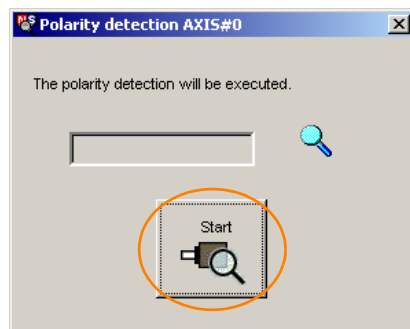 Polarity detection AXIS#0
The polarity detection will be executed.
Start